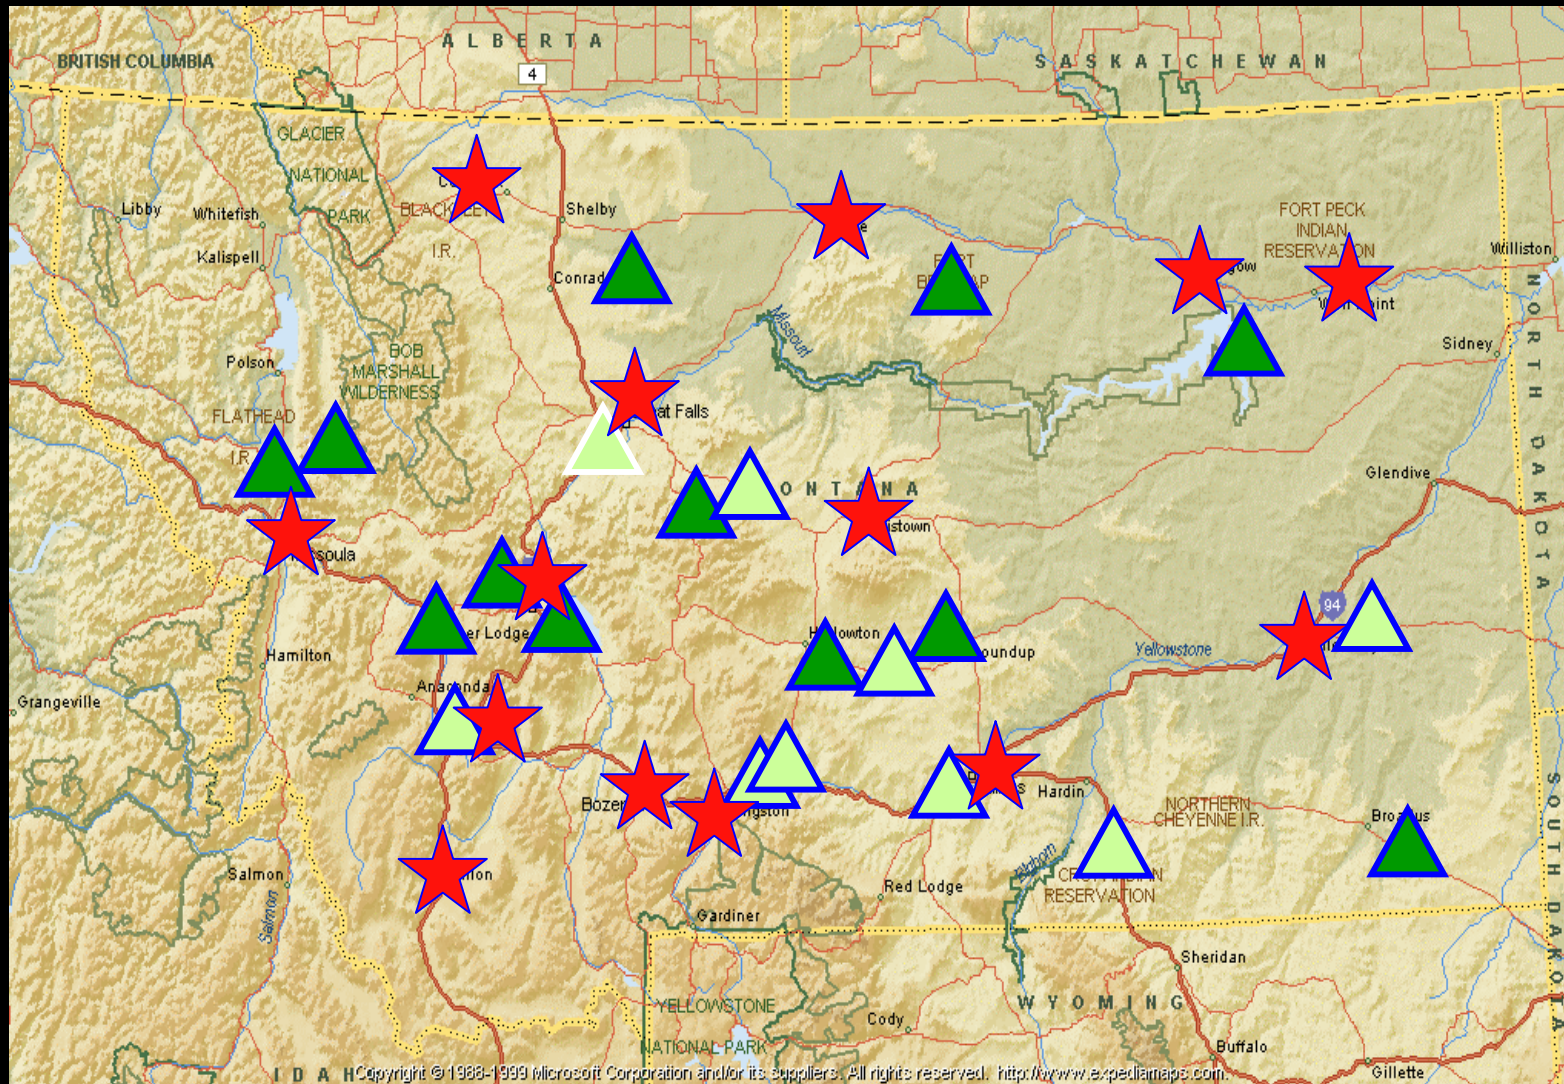 ALBERTA
BRITISH COLUMBIA
SASKATCHEWAN
4
GLACIER
NATIONAL
PARK
Libby
Whitefish
Shelby
I.R.
FORT PECK
INDIAN
RESERVATION
Williston
Kalispell
Conrad
NORTH DAKOTA
Missouri
Sidney
BOB
MARSHALL
WILDERNESS
Polson
FLATHEAD
I.R.
Glendive
94
Hamilton
Yellowstone
Anaconda
Grangeville
Hardin
NORTHERN
CHEYENNE I.R.
SOUTH DAKOTA
Salmon
Red Lodge
RESERVATION
Gardiner
Salmon
Sheridan
YELLOWSTONE
NATIONAL PARK
WYOMING
Cody
Buffalo
Gillette
IDAH
Copyright © 1988-1999 Microsoft Corporation and/or its suppliers. All rights reserved. http://www.expediamaps.com.